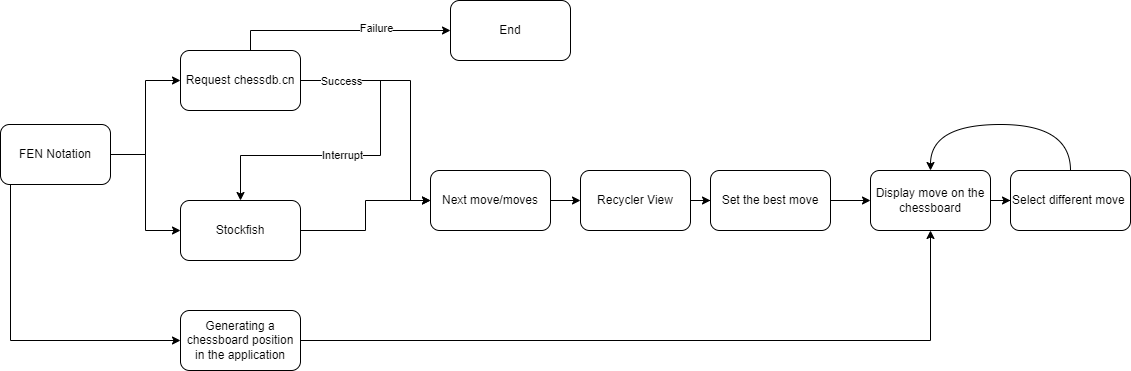 Failure
End
Request chessdb.cn
Success
FEN Notation
Interrupt
Stockfish
Next move/moves
Recycler View
Set the best move
Display move on the
chessboard
Select different move
Generating a
chessboard position
in the application